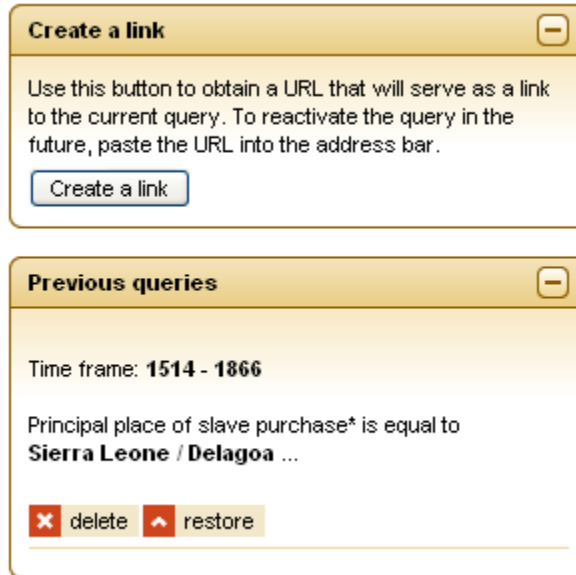 Create a link
Use this button to obtain a URL that will serve as a link
to the current query. To reactivate the query in the
future, paste the URL into the address bar.
Create a link
Previous queries
Time frame: 1514 - 1866
Principal place of slave purchase* is equal to
Sierra Leone / Delagoa ...
delete restore